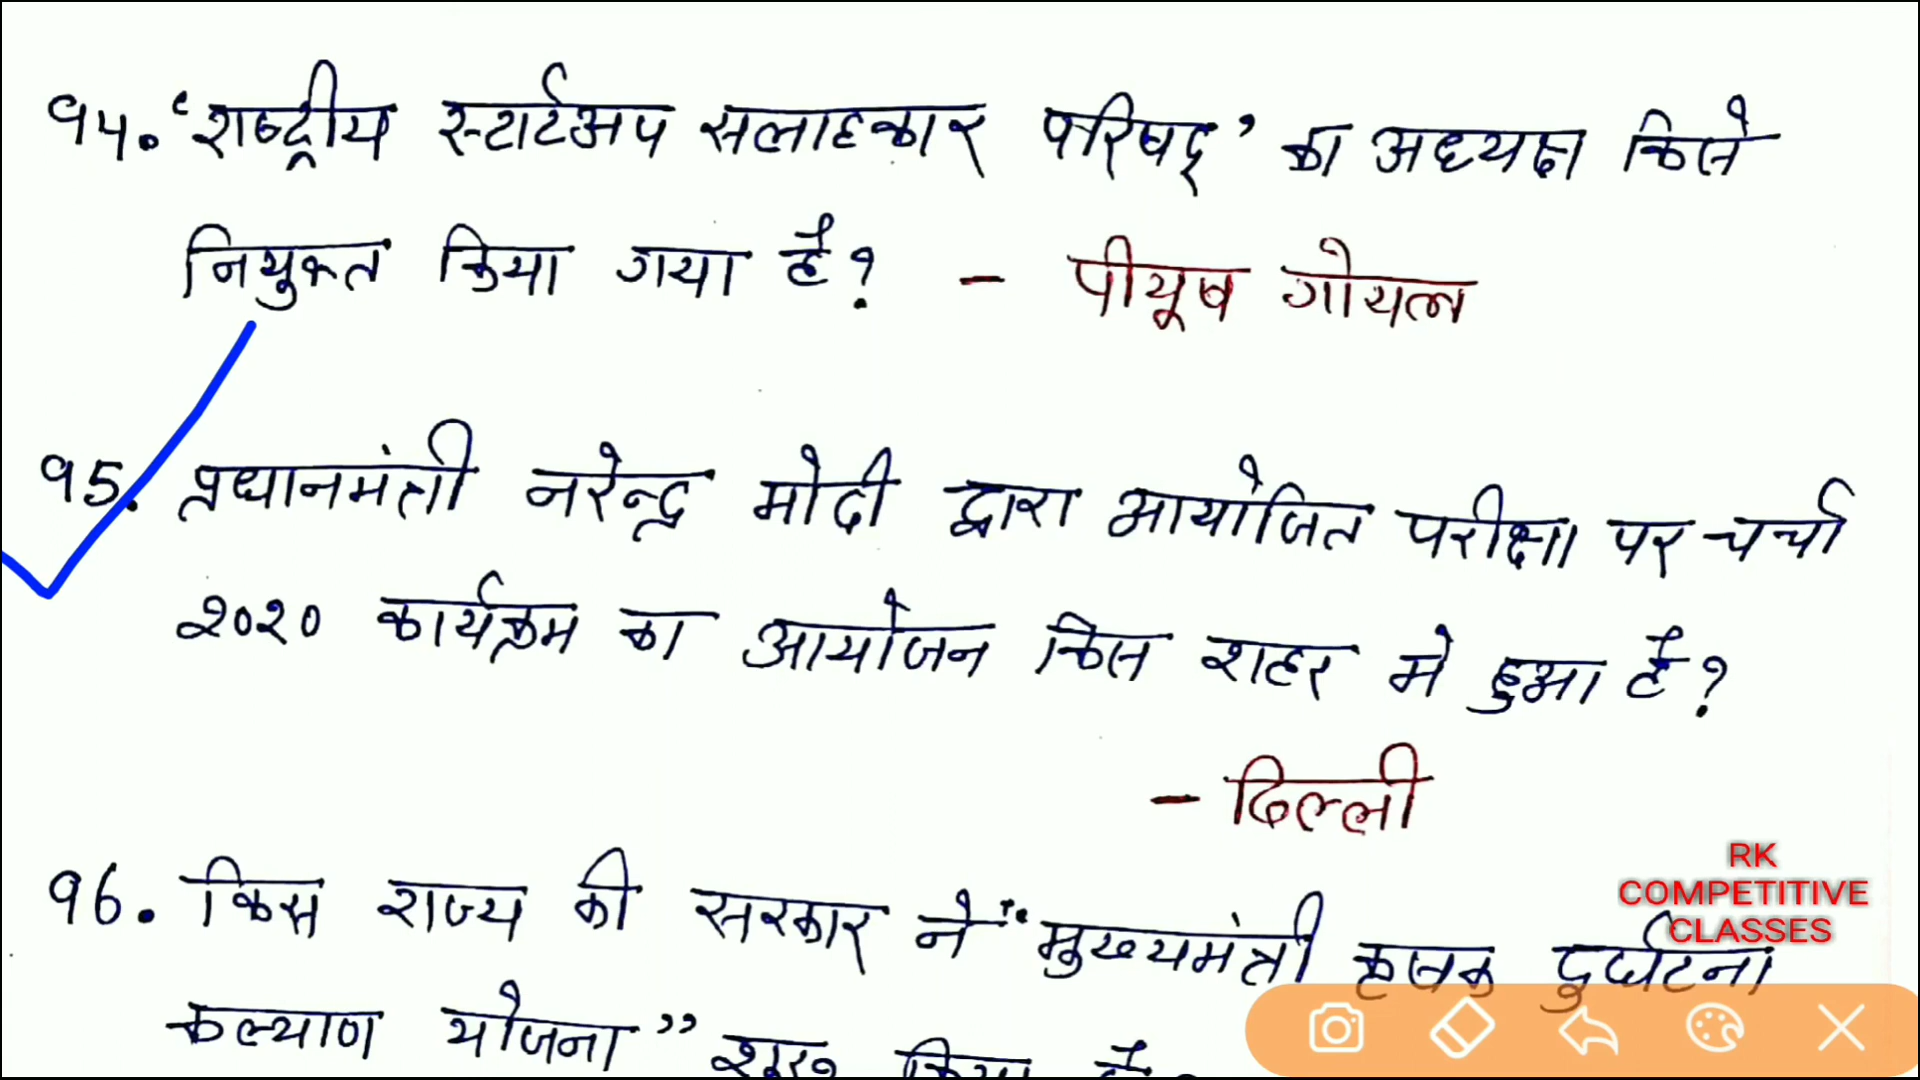 94. ‘राष्ट्रीय स्टार्टअप सलाहकार परिषद्’ का अध्यक्ष किसे
नियुक्त किया गया है? - पीयूष गोयल
95. प्रधानमंत्री नरेन्द्र मोदी द्वारा आयोजित परीक्षा पर चर्चा
२०२० कार्यक्रम का आयोजन किस शहर मे हुआ है?
- दिल्ली
96. किस राज्य की सरकार ने “मुख्यमंत्री कृषक दुर्घटना
कल्याण योजना” शुरु किया है?
RK
COMPETITIVE
CLASSES